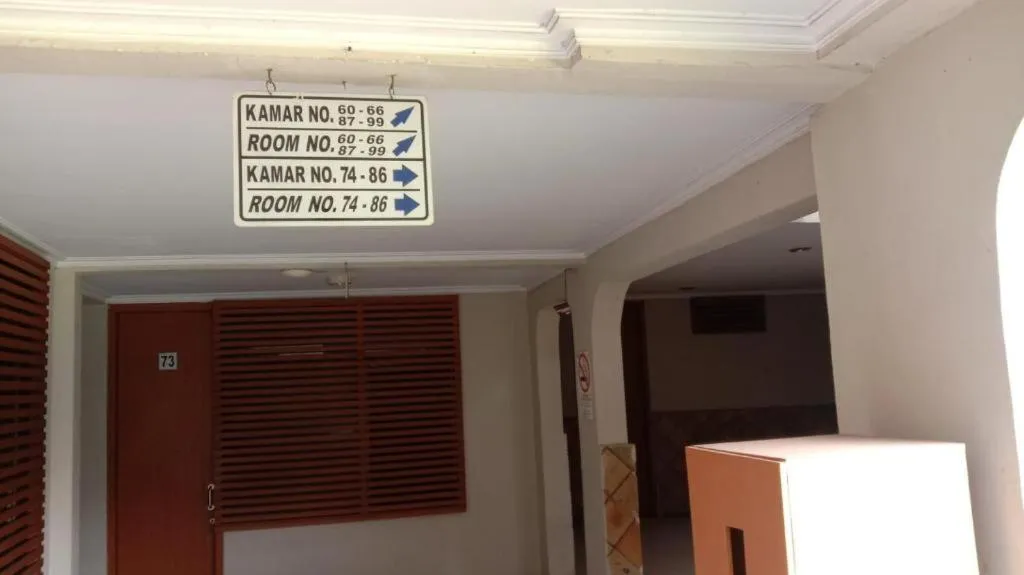 KAMAR NO. 60 - 66
87 - 99
ROOM NO. 60 - 66
87 - 99
KAMAR NO. 74 - 86
ROOM NO. 74 - 86
73